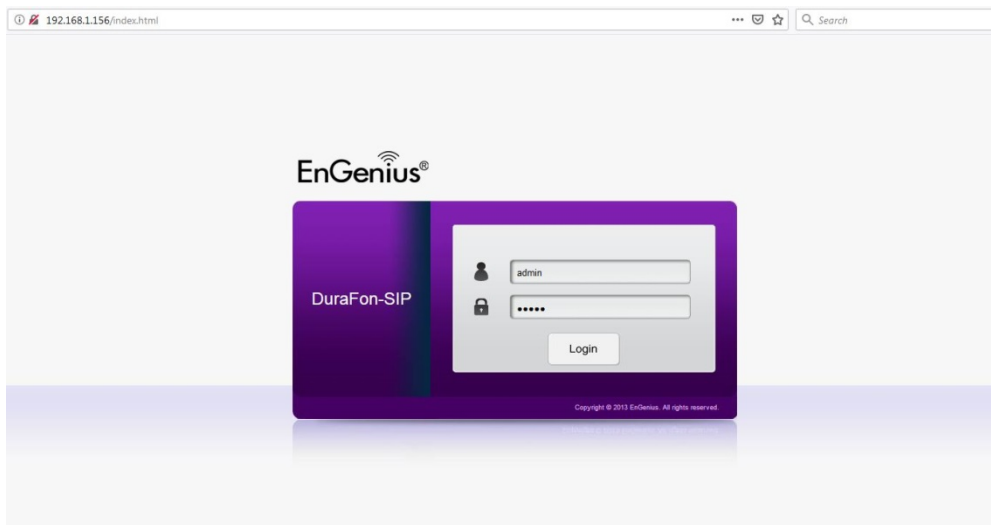 192.168.1.156/index.html
Search
EnGenius®
DuraFon-SIP
admin
•••••
Login
Copyright © 2013 EnGenius. All rights reserved.